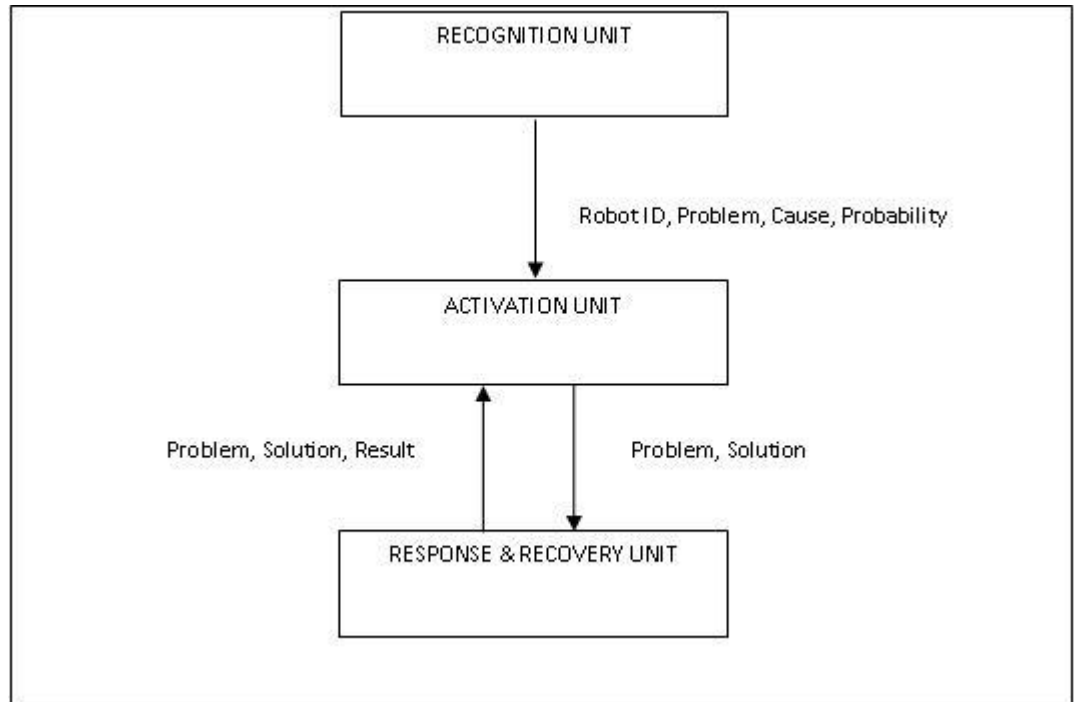 RECOGNITION UNIT
Robot ID, Problem, Cause, Probability
ACTIVATION UNIT
Problem, Solution, Result
Problem, Solution
RESPONSE & RECOVERY UNIT